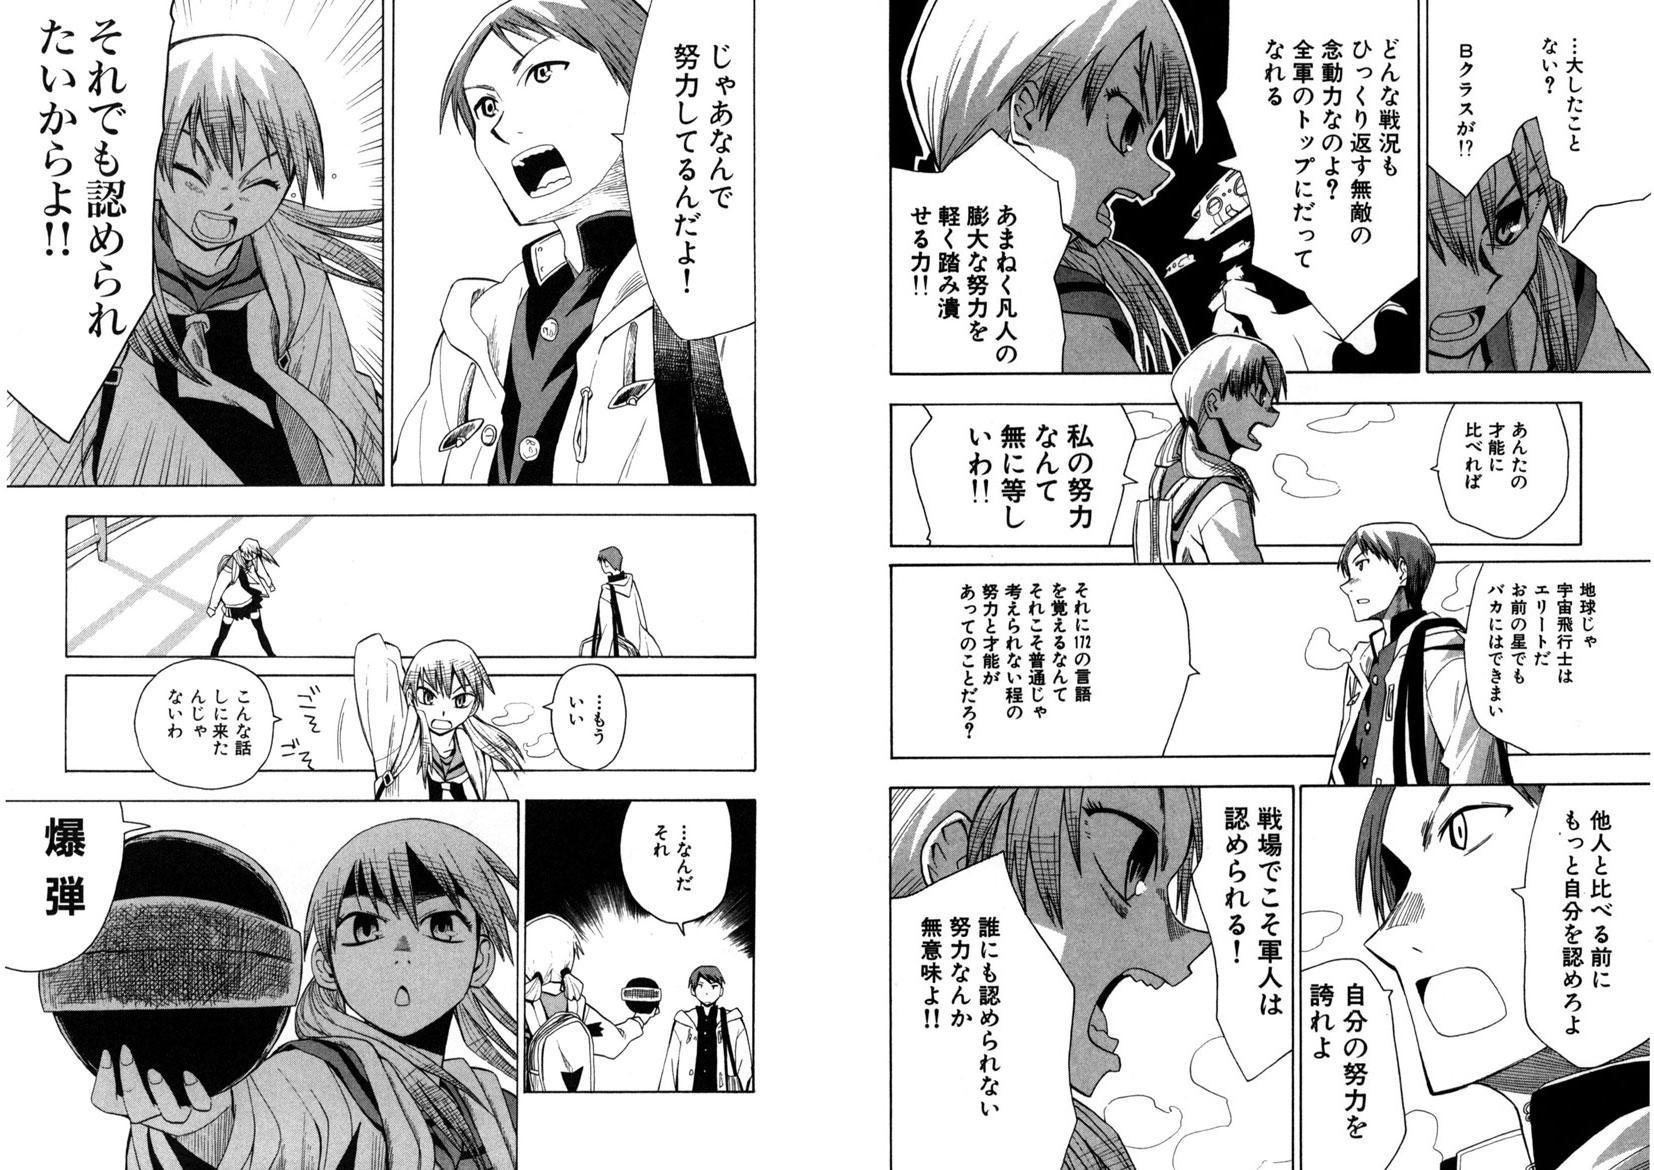 …大したこと
ない?
Bクラスが!?
どんな戦況も
ひっくり返す無敵の
念動力なのよ?
全軍のトップにだって
なれる
あまねく凡人の
膨大な努力を
軽く踏み潰
せる力!!
あんたの
才能に
比べれば
私の努力
なんて
無に等し
いわ!!
地球じゃ
宇宙飛行士は
エリートだ
お前の星でも
バカにはできまい
それに172の言語
を覚えるなんて
それこそ普通じゃ
考えられない程の
努力と才能が
あってのことだろ?
他人と比べる前に
もっと自分を認めろよ
自分の努力を
誇れよ
戦場でこそ軍人は
認められる!
誰にも認められない
努力なんか
無意味よ!!
じゃあなんで
努力してるんだよ!
それでも認められ
たいからよ!!
…もう
いい
ごそ
ごそ
こんな話
しに来た
んじゃ
ないわ
…なんだ
それ
爆弾